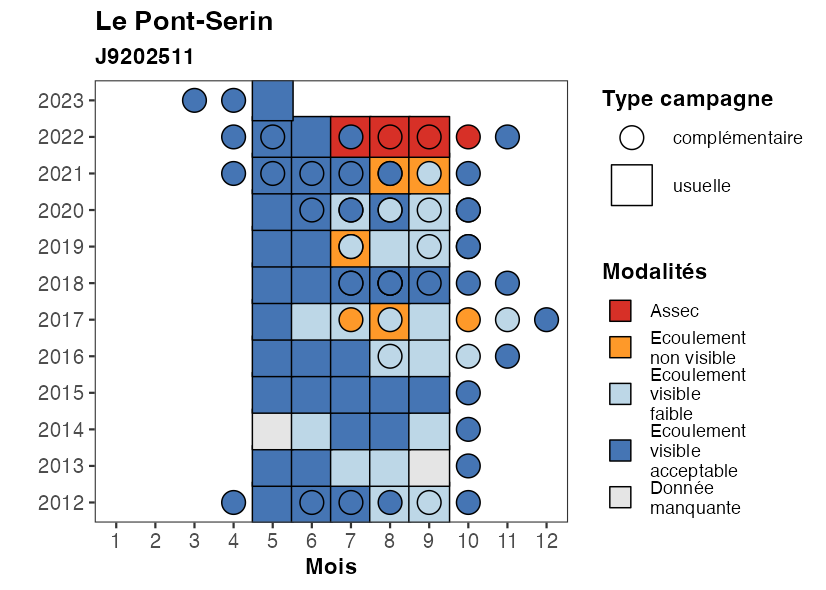 Le Pont-Serin
J9202511
2023
2022
2021
2020
2019
2018
2017
2016
2015
2014
2013
2012
1 2 3 4 5 6 7 8 9 10 11 12
Mois
Type campagne
complémentaire
usuelle
Modalités
Assec
Ecoulement
non visible
Ecoulement
visible
faible
Ecoulement
visible
acceptable
Donnée
manquante